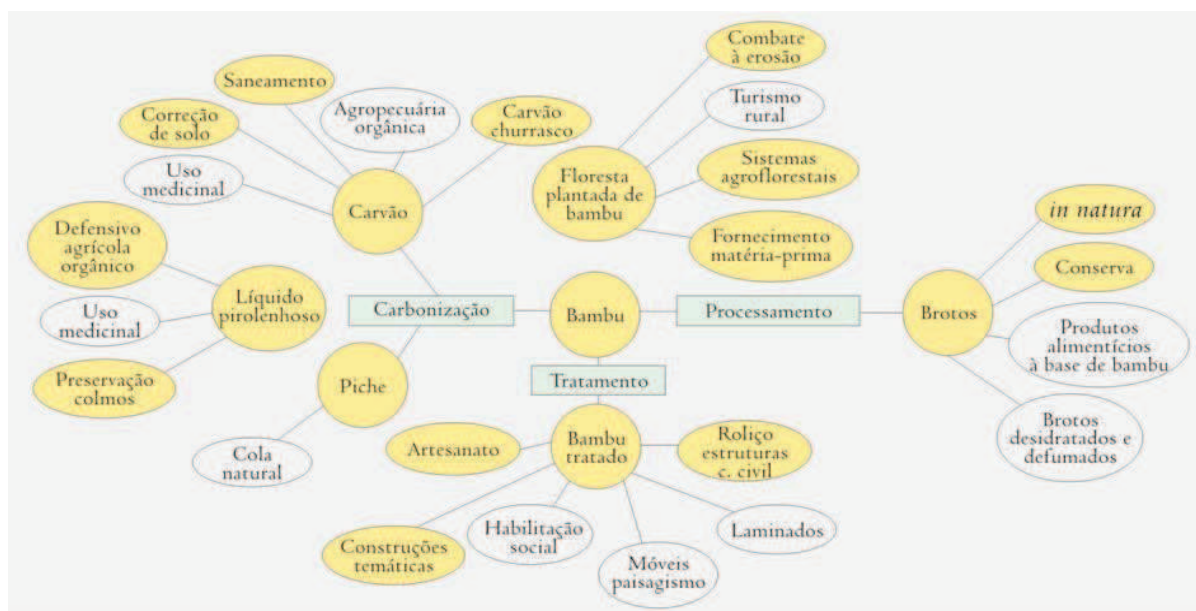 Combate
à erosão
Saneamento
Turismo
rural
Agropecuária
orgânica
Carvão
churrasco
Correção
de solo
Sistemas
agroflorestais
Uso
medicinal
Carvão
Floresta
plantada de
bambu
in natura
Defensivo
agrícola
orgânico
Fornecimento
matéria-prima
Conserva
Líquido
pirolenhoso
Uso
medicinal
Carbonização
Bambu
Processamento
Brotos
Produtos
alimentícios
à base de bambu
Preservação
colmos
Piche
Tratamento
Brotos
desidratados e
defumados
Cola
natural
Artesanato
Bambu
tratado
Roliço
estruturas
c. civil
Construções
temáticas
Habilitação
social
Móveis
paisagismo
Laminados